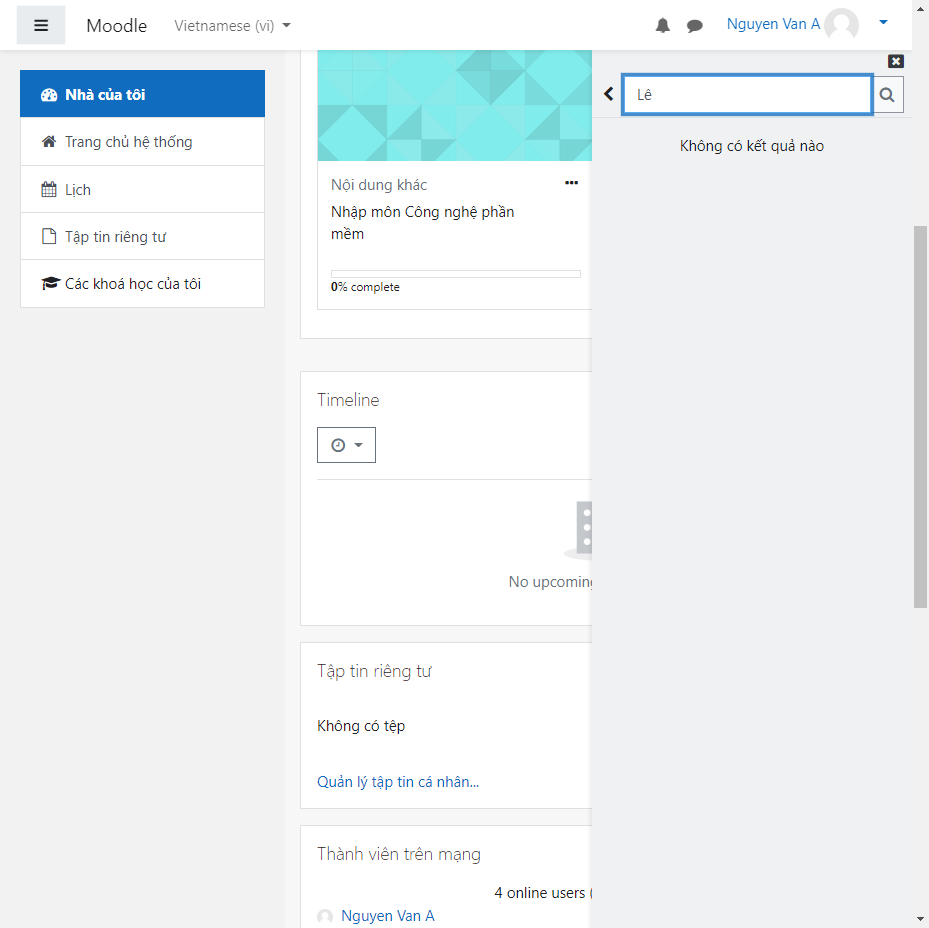 Moodle
Vietnamese (vi)
Nguyen Van A
Nhà của tôi
Trang chủ hệ thống
Lịch
Tập tin riêng tư
Các khoá học của tôi
Nội dung khác
Nhập môn Công nghệ phần
mềm
0% complete
Timeline
No upcoming
Tập tin riêng tư
Không có tệp
Quản lý tập tin cá nhân...
Thành viên trên mạng
4 online users (
Nguyen Van A
Lê
Không có kết quả nào